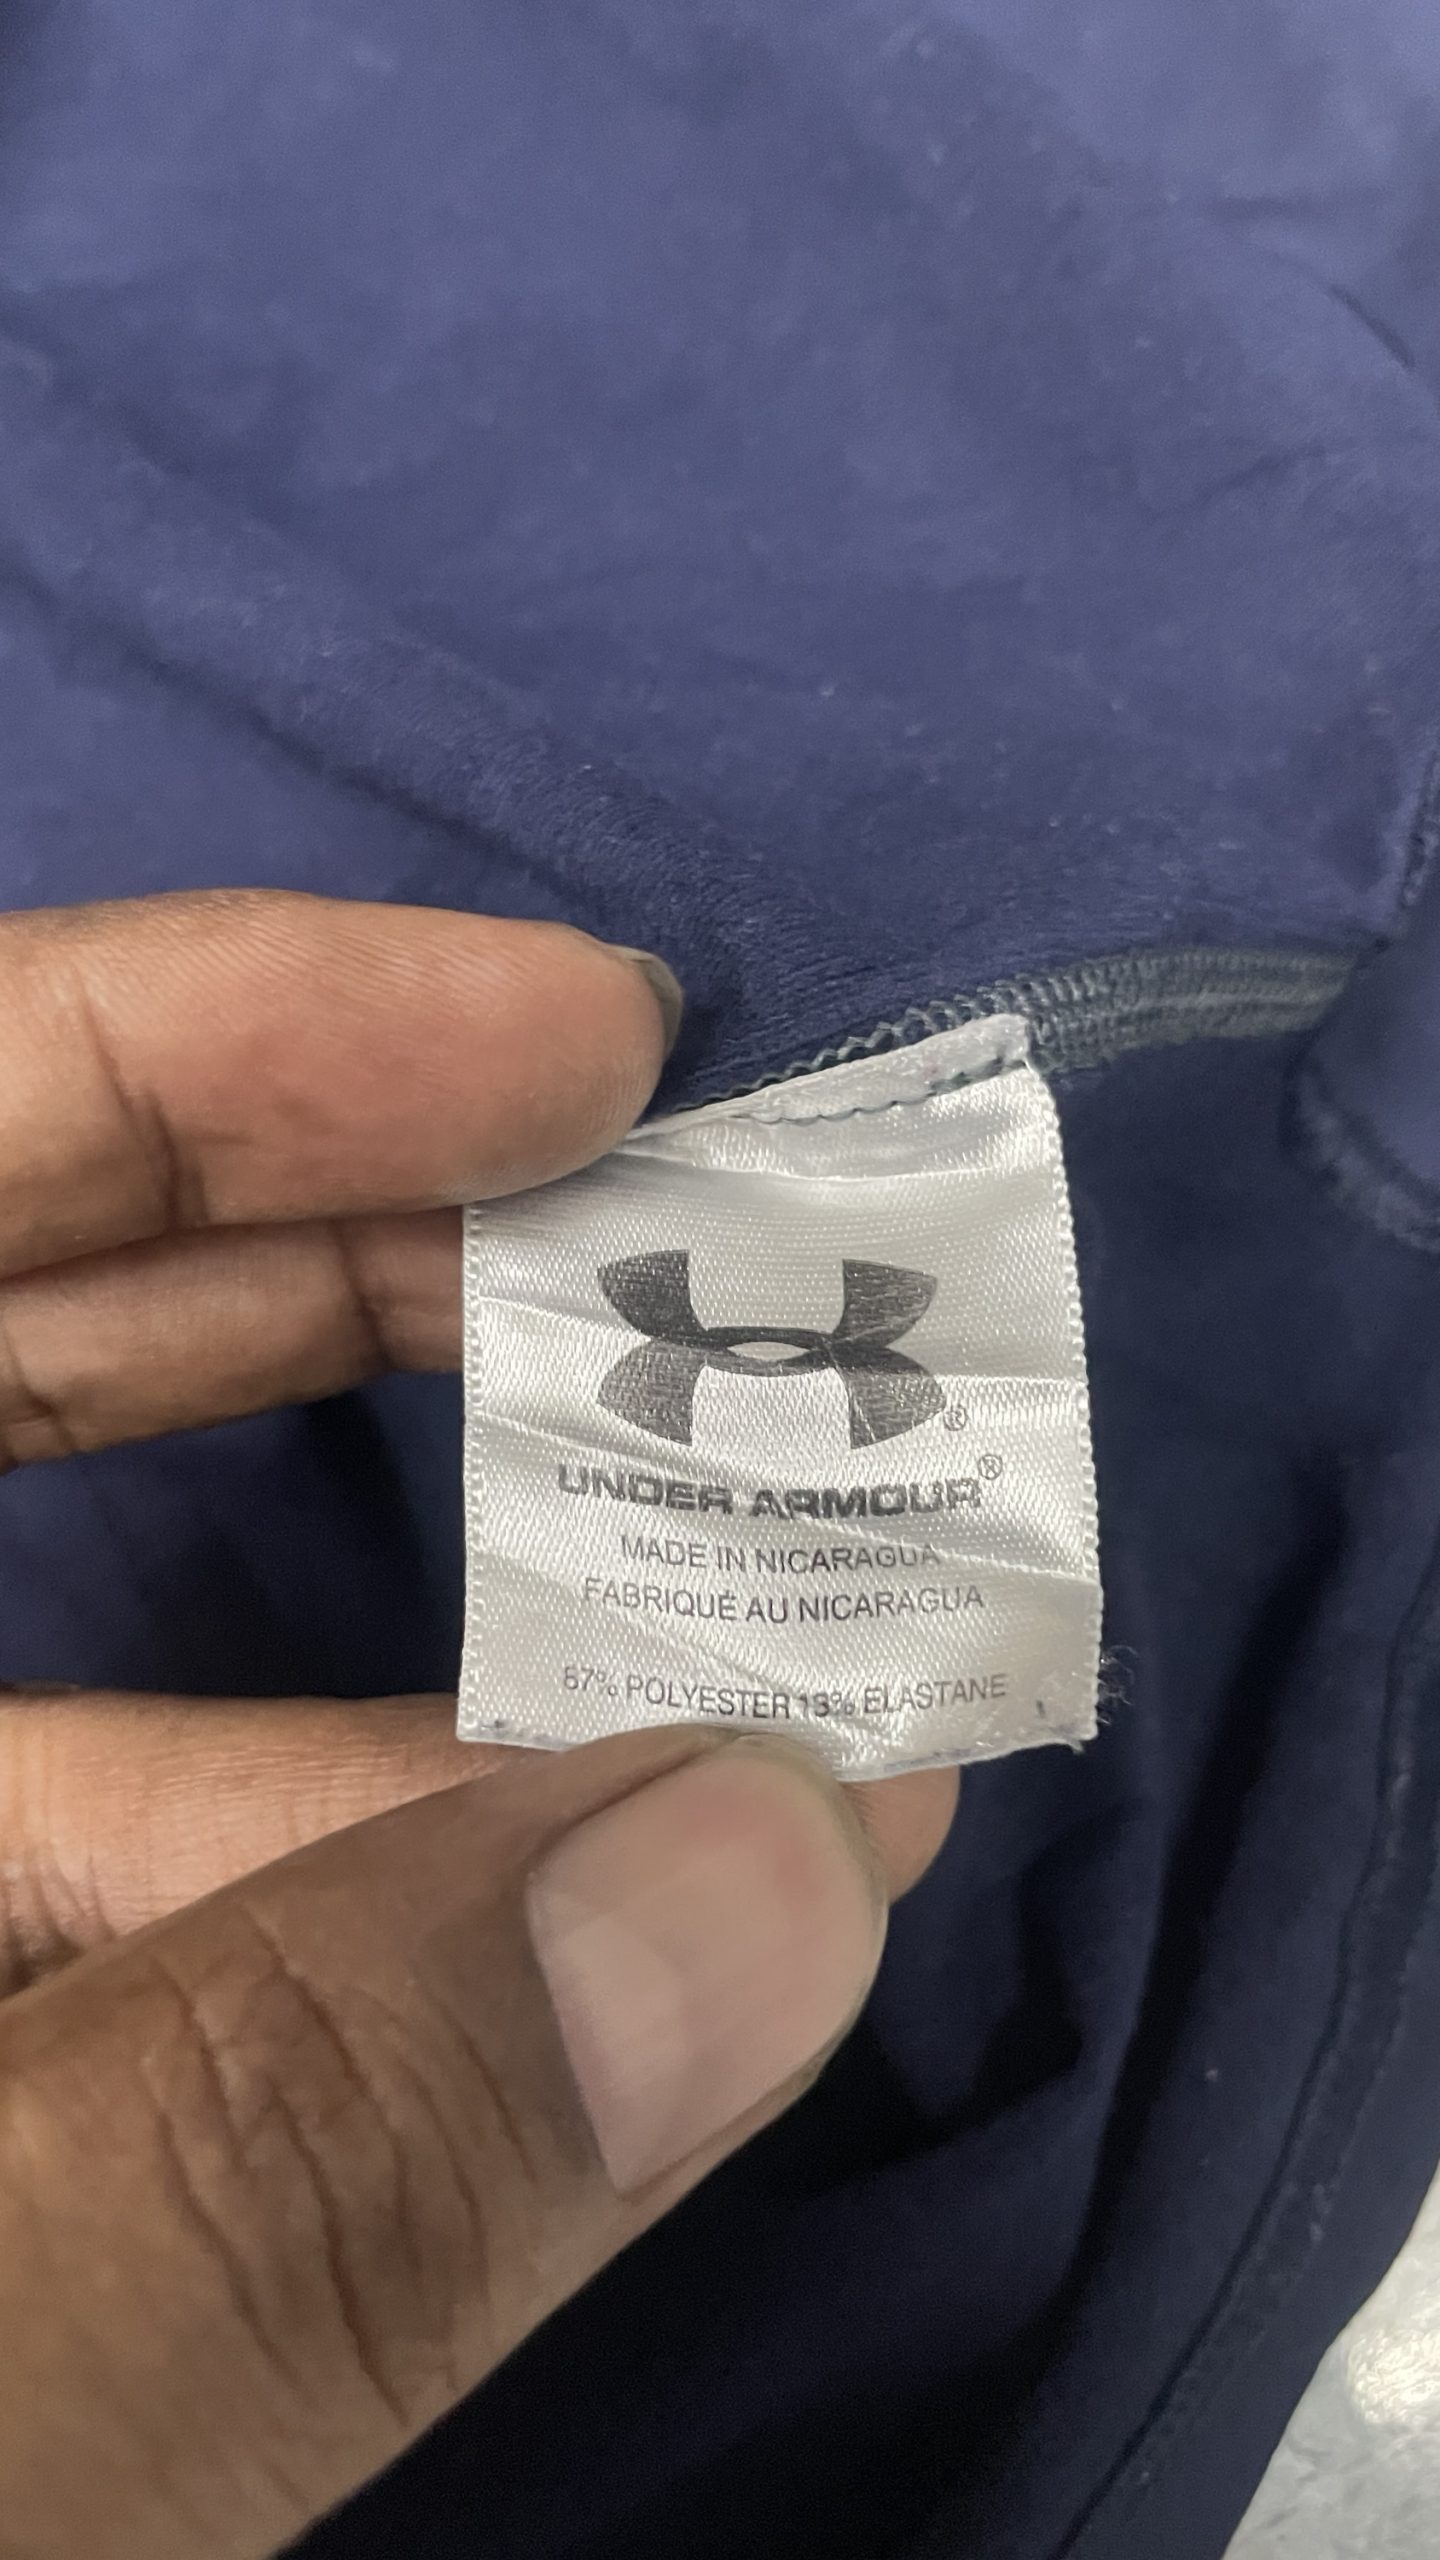 ®
UNDER ARMOUR®
MADE IN NICARAGUA
FABRIQUÉ AU NICARAGUA
87% POLYESTER 13% ELASTANE